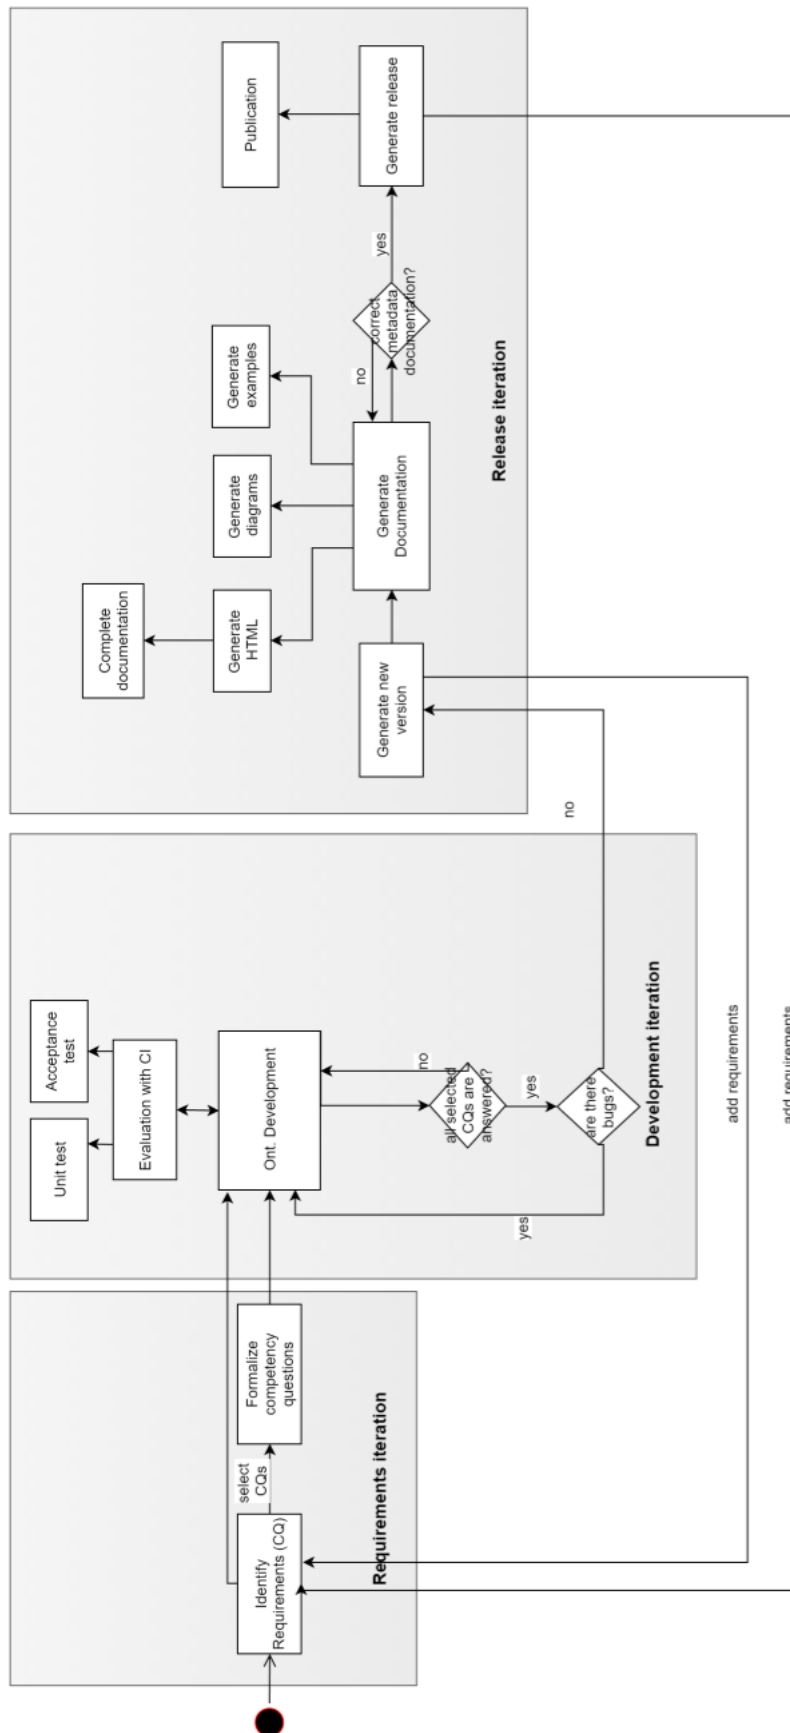 Identify
Requirements (CQ)
select
CQs
Formalize
competency
questions
Requirements iteration
Unit test
Acceptance
test
Evaluation with CI
Ont. Development
no
all selected
CQs are
answered?
yes
are there
bugs?
yes
Development iteration
no
add requirements
add requirements
Complete
documentation
Generate
HTML
Generate
diagrams
Generate
examples
Publication
Generate new
version
Generate
Documentation
no
correct
metadata
documentation?
yes
Generate release
Release iteration